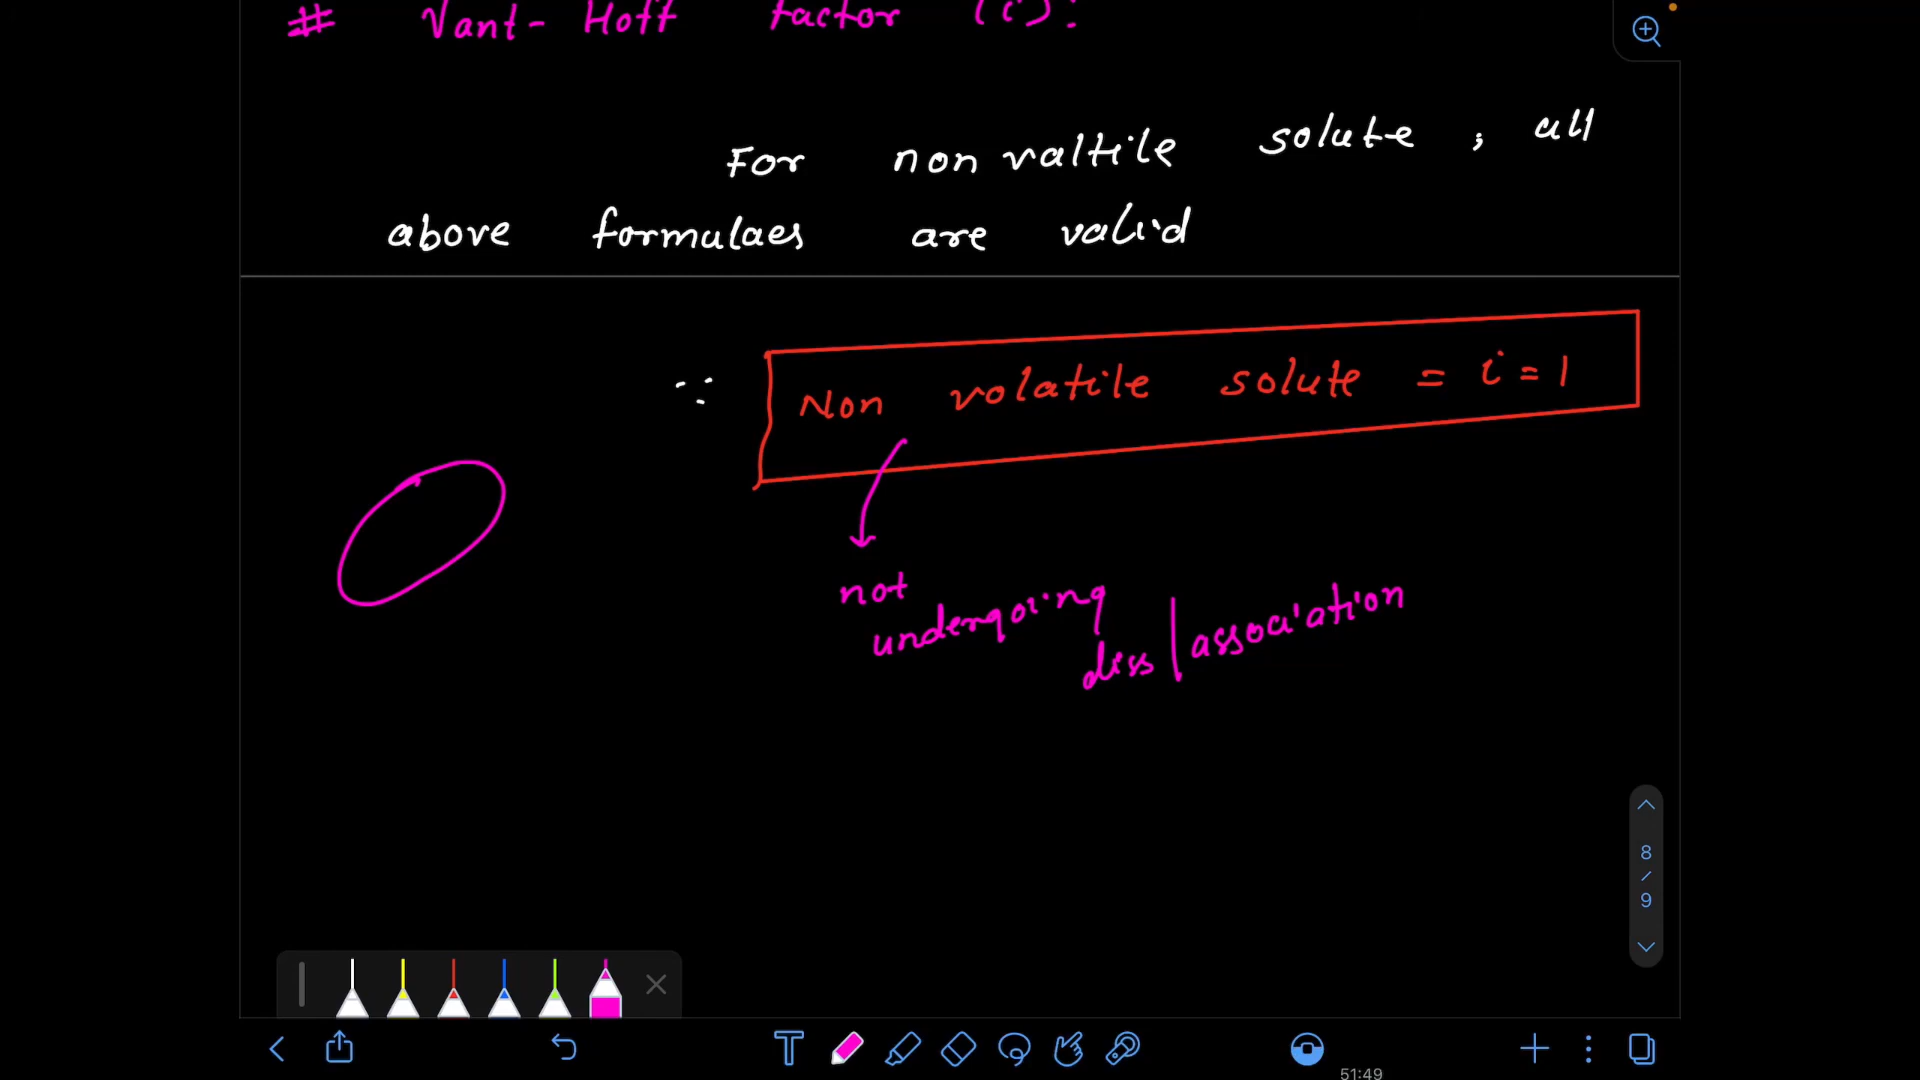 # Vant- Hoff factor (i):
For non valtile solute , all
above formulaes are valid
∵ Non volatile solute = i = 1
not
undergoing
diss | association
8
/
9
T
51:49